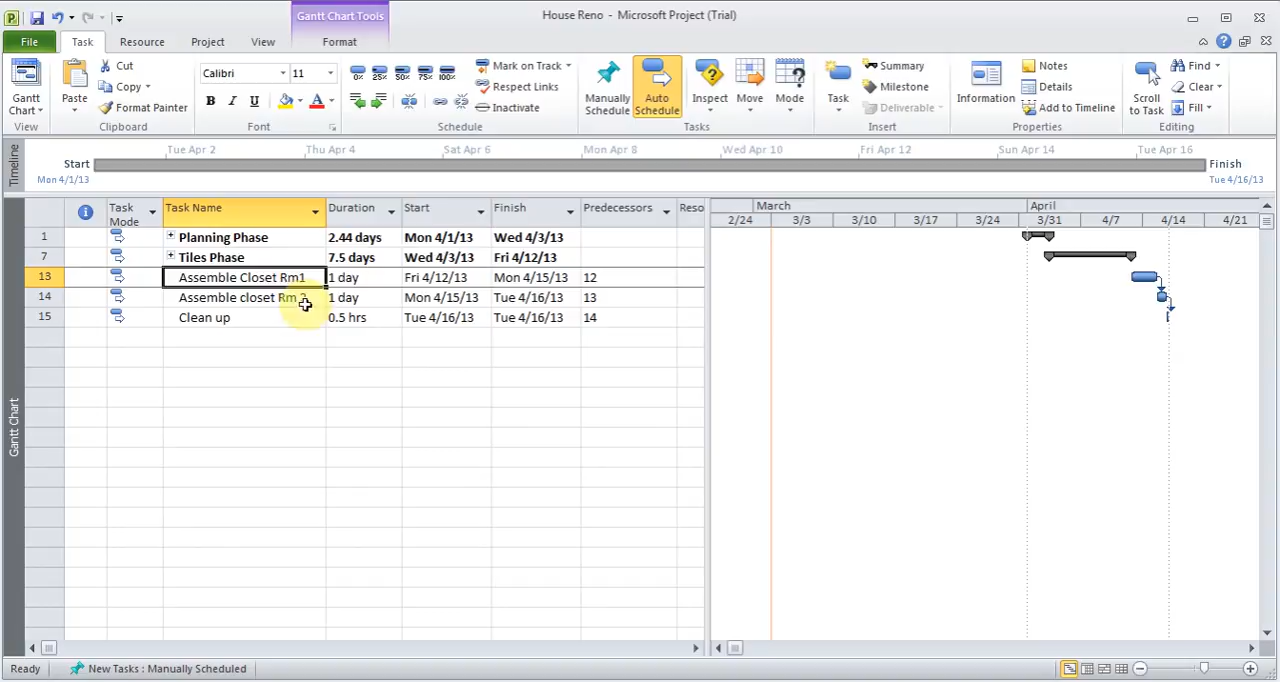 Gantt Chart Tools
House Reno - Microsoft Project (Trial)
File Task Resource Project View Format
Cut
Copy
Format Painter
Paste
Gantt Chart
View
Clipboard
Calibri 11
B I U A
Font
0% 25% 50% 75% 100%
Mark on Track
Respect Links
Inactivate
Schedule
Manually Schedule
Auto Schedule
Inspect
Move
Mode
Tasks
Task
Summary
Milestone
Deliverable
Insert
Information
Notes
Details
Add to Timeline
Properties
Scroll to Task
Find
Clear
Fill
Editing
Timeline
Tue Apr 2 Thu Apr 4 Sat Apr 6 Mon Apr 8 Wed Apr 10 Fri Apr 12 Sun Apr 14 Tue Apr 16
Start Finish
Mon 4/1/13 Tue 4/16/13
Task Mode Task Name Duration Start Finish Predecessors Reso
March April
2/24 3/3 3/10 3/17 3/24 3/31 4/7 4/14 4/21
1 Planning Phase 2.44 days Mon 4/1/13 Wed 4/3/13
7 Tiles Phase 7.5 days Wed 4/3/13 Fri 4/12/13
13 Assemble Closet Rm1 1 day Fri 4/12/13 Mon 4/15/13 12
14 Assemble closet Rm 2 1 day Mon 4/15/13 Tue 4/16/13 13
15 Clean up 0.5 hrs Tue 4/16/13 Tue 4/16/13 14
Gantt Chart
Ready New Tasks : Manually Scheduled